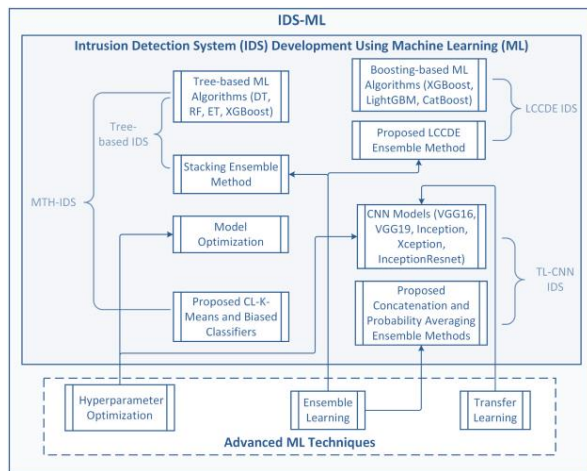 IDS-ML
Intrusion Detection System (IDS) Development Using Machine Learning (ML)
Tree-based ML
Algorithms (DT,
RF, ET, XGBoost)
Boosting-based ML
Algorithms (XGBoost,
LightGBM, CatBoost)
LCCDE IDS
Tree-
based IDS
Proposed LCCDE
Ensemble Method
Stacking Ensemble
Method
MTH-IDS
Model
Optimization
CNN Models (VGG16,
VGG19, Inception,
Xception,
InceptionResnet)
TL-CNN
IDS
Proposed CL-K-
Means and Biased
Classifiers
Proposed
Concatenation and
Probability Averaging
Ensemble Methods
Hyperparameter
Optimization
Ensemble
Learning
Transfer
Learning
Advanced ML Techniques